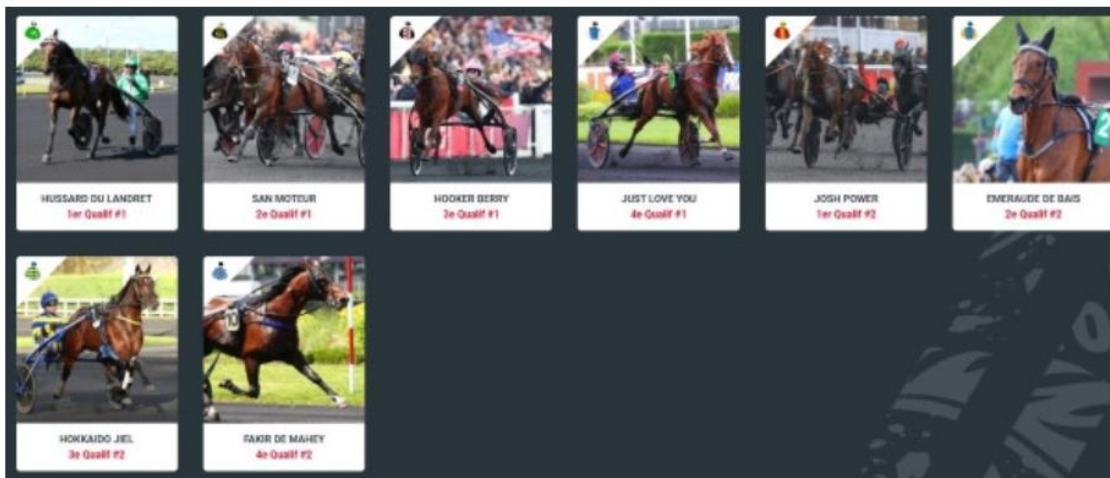 HUSSARD DU LANDRET
1er Qualif #1
SAN MOTEUR
2e Qualif #1
HOOKER BERRY
3e Qualif #1
JUST LOVE YOU
4e Qualif #1
JOSH POWER
1er Qualif #2
EMERAUDE DE BAIS
2e Qualif #2
2
HOKKAIDO JIEL
3e Qualif #2
10
FAKIR DE MAHEY
4e Qualif #2